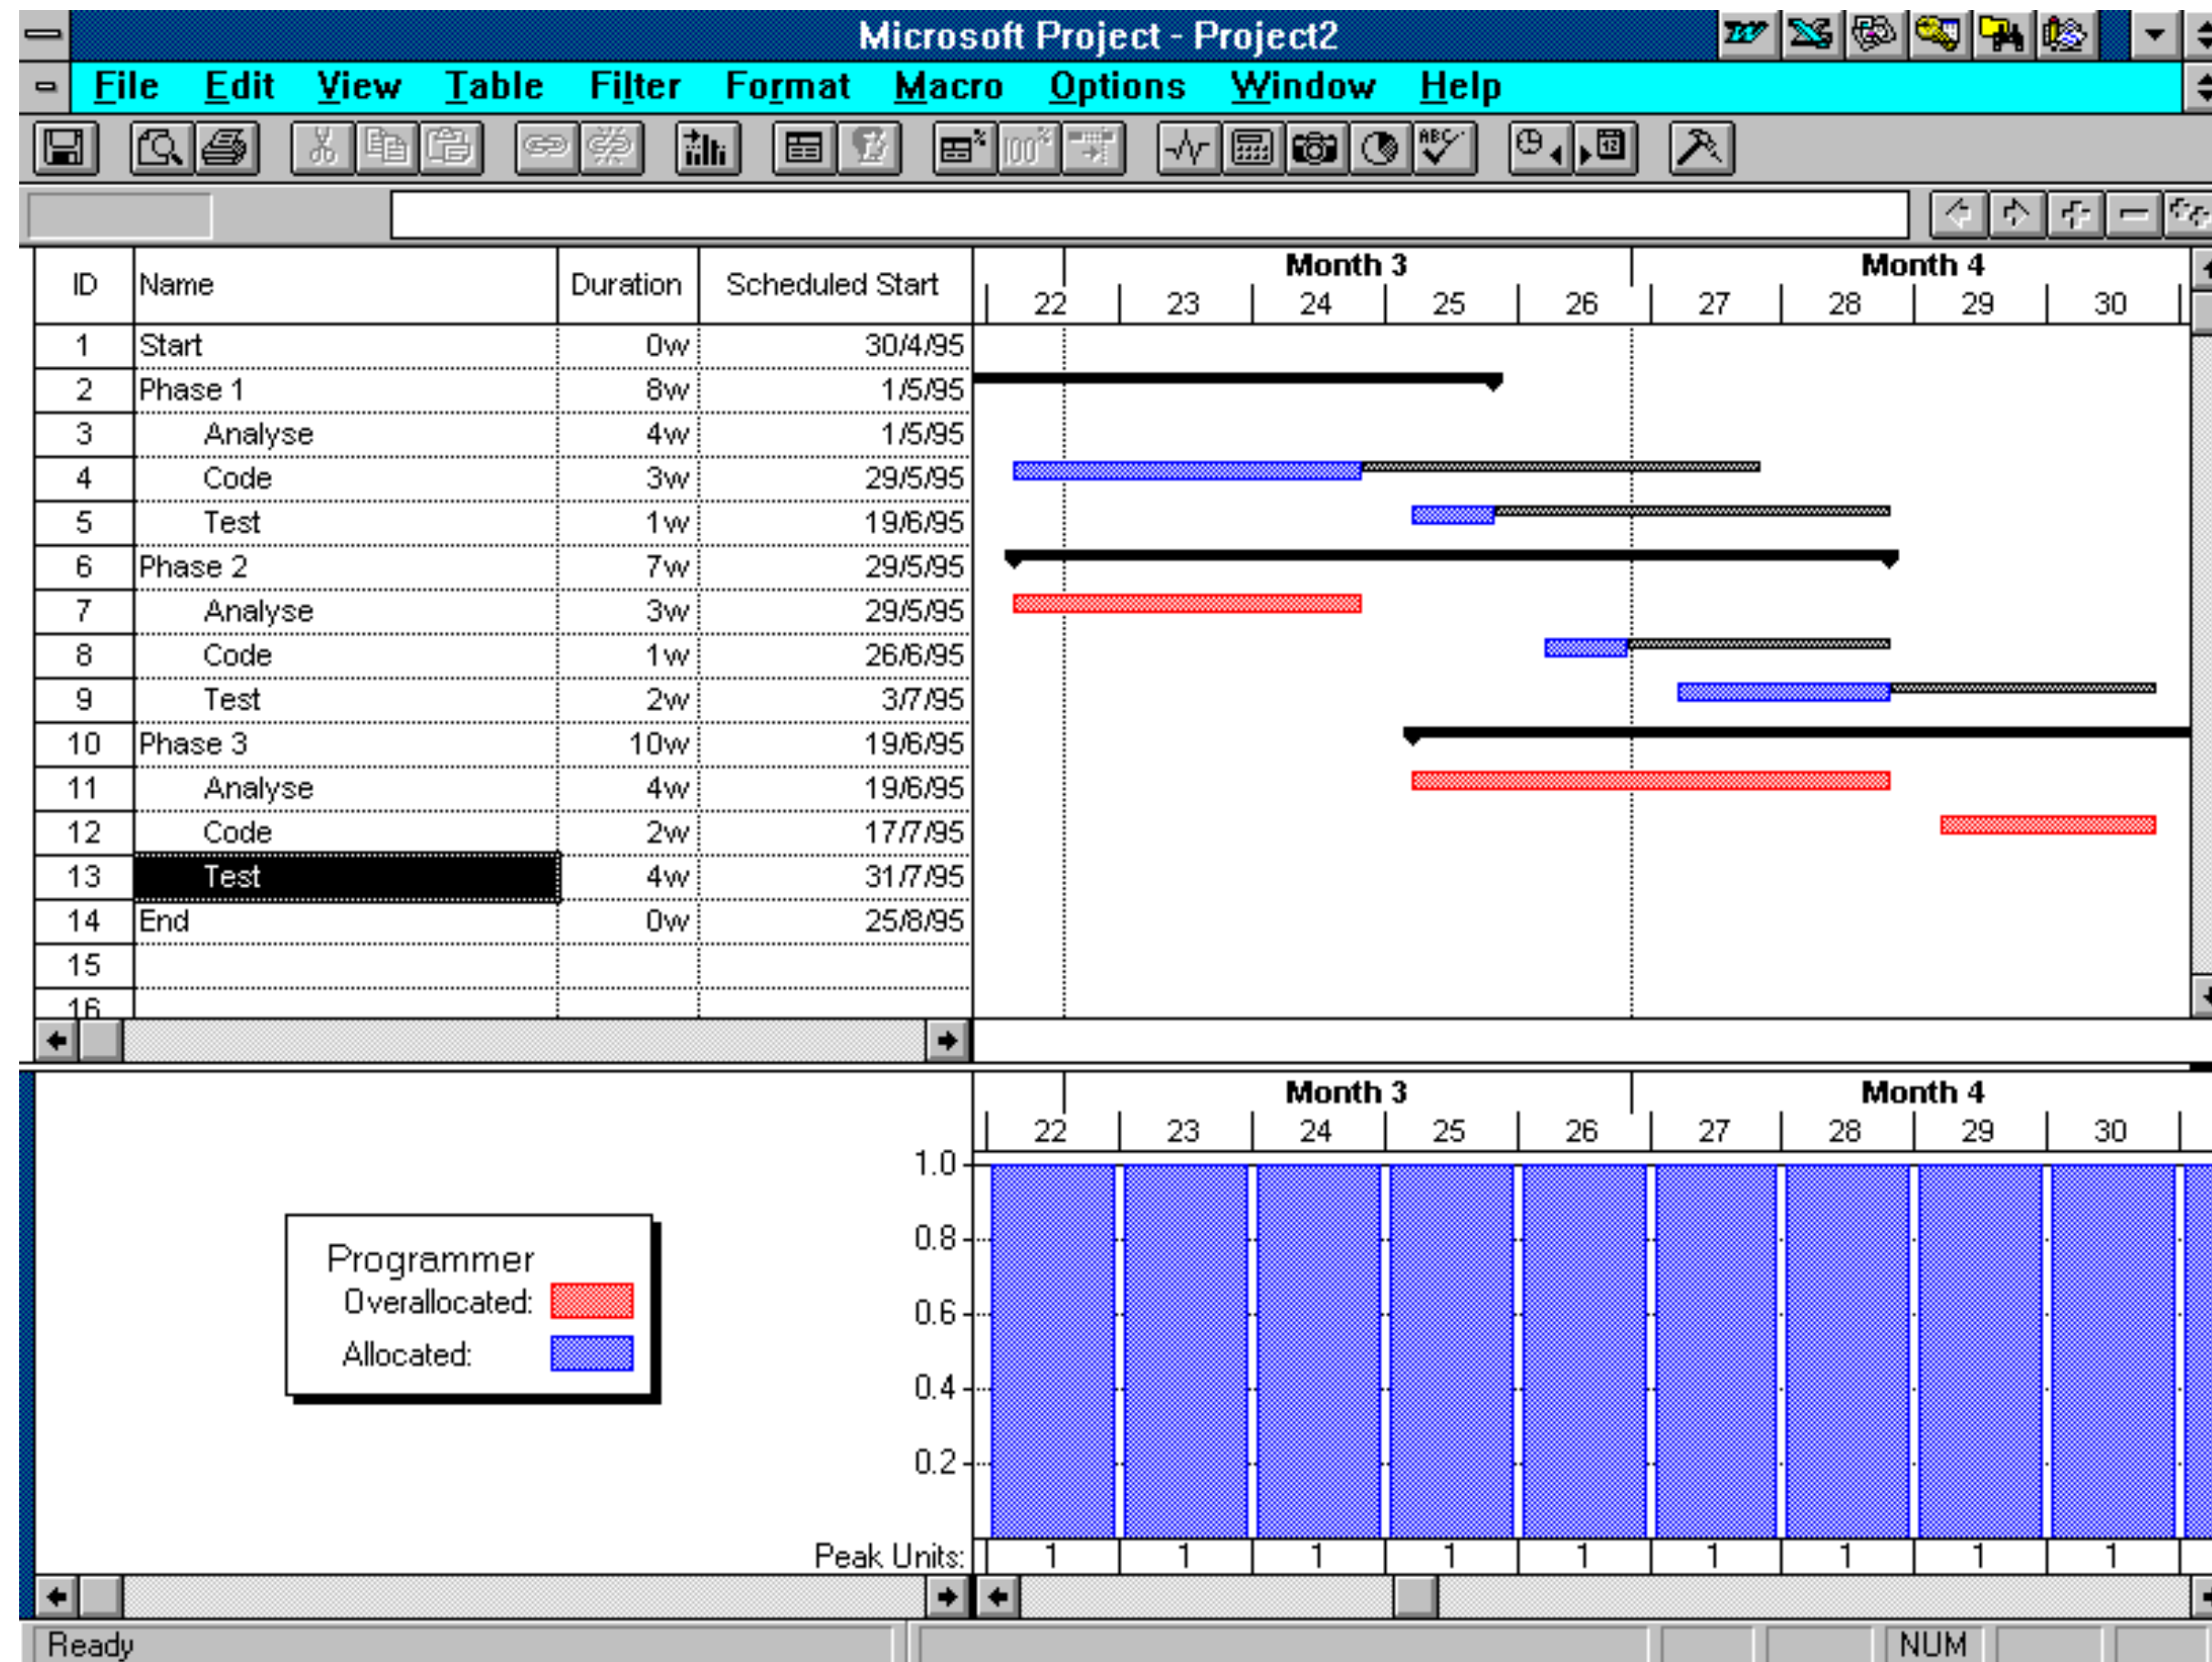 Microsoft Project - Project2
File Edit View Table Filter Format Macro Options Window Help
ID Name Duration Scheduled Start Month 3 Month 4
22 23 24 25 26 27 28 29 30
1 Start 0w 30/4/95
2 Phase 1 8w 1/5/95
3 Analyse 4w 1/5/95
4 Code 3w 29/5/95
5 Test 1w 19/6/95
6 Phase 2 7w 29/5/95
7 Analyse 3w 29/5/95
8 Code 1w 26/6/95
9 Test 2w 3/7/95
10 Phase 3 10w 19/6/95
11 Analyse 4w 19/6/95
12 Code 2w 17/7/95
13 Test 4w 31/7/95
14 End 0w 25/8/95
15
16
Month 3 Month 4
22 23 24 25 26 27 28 29 30
1.0
0.8
Programmer
Overallocated:
0.6
Allocated:
0.4
0.2
Peak Units: 1 1 1 1 1 1 1 1 1
Ready NUM